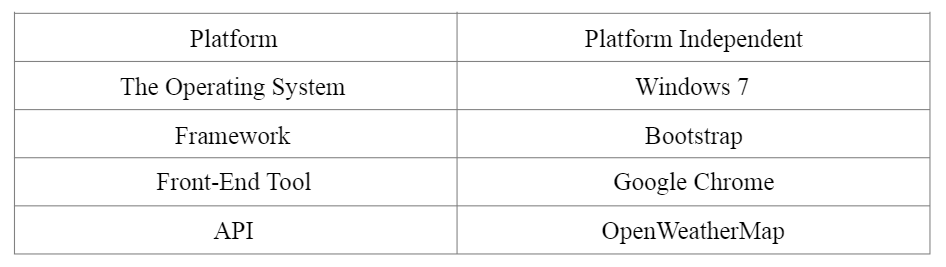 Platform Platform Independent
The Operating System Windows 7
Framework Bootstrap
Front-End Tool Google Chrome
API OpenWeatherMap